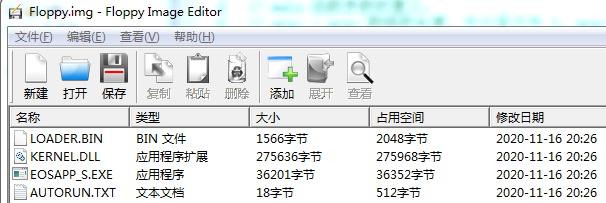 Floppy.img - Floppy Image Editor
文件(F) 编辑(E) 查看(V) 帮助(H)
新建 打开 保存 复制 粘贴 删除 添加 展开 查看
名称 类型 大小 占用空间 修改日期
LOADER.BIN BIN 文件 1566字节 2048字节 2020-11-16 20:26
KERNEL.DLL 应用程序扩展 275636字节 275968字节 2020-11-16 20:26
EOSAPP_S.EXE 应用程序 36201字节 36352字节 2020-11-16 20:26
AUTORUN.TXT 文本文档 18字节 512字节 2020-11-16 20:26